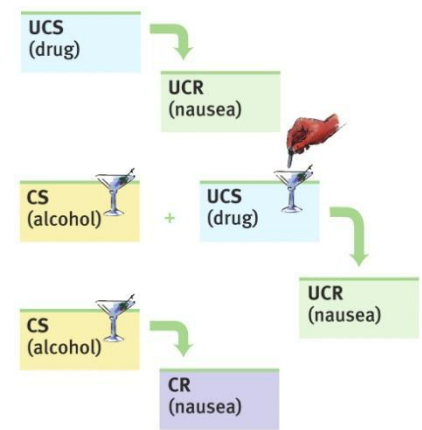 UCS
(drug)
UCR
(nausea)
CS
(alcohol)
+
UCS
(drug)
UCR
(nausea)
CS
(alcohol)
CR
(nausea)